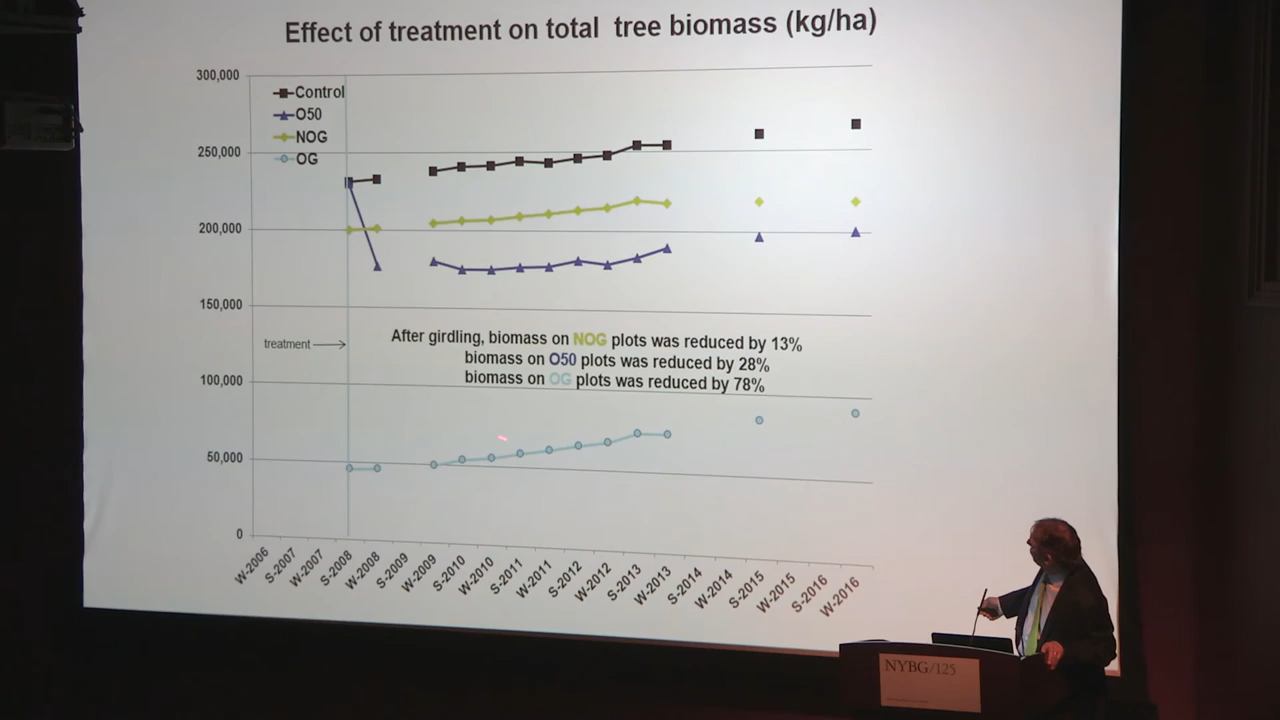 Effect of treatment on total tree biomass (kg/ha)
300,000
250,000
200,000
150,000
100,000
50,000
0
Control
O50
NOG
OG
treatment
After girdling, biomass on NOG plots was reduced by 13%
biomass on O50 plots was reduced by 28%
biomass on OG plots was reduced by 78%
W-2006
S-2007
W-2007
S-2008
W-2008
S-2009
W-2009
S-2010
W-2010
S-2011
W-2011
S-2012
W-2012
S-2013
W-2013
S-2014
W-2014
S-2015
W-2015
S-2016
W-2016
NYBG/125